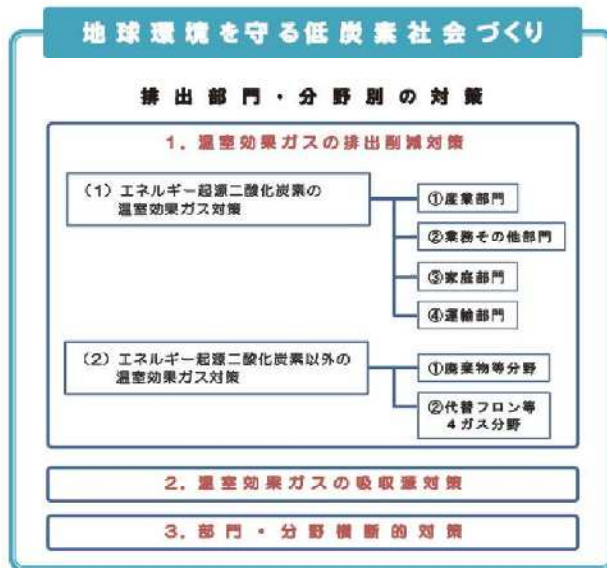 地球環境を守る低炭素社会づくり
排出部門・分野別の対策
1．温室効果ガスの排出削減対策
（1）エネルギー起源二酸化炭素の
温室効果ガス対策
①産業部門
②業務その他部門
③家庭部門
④運輸部門
（2）エネルギー起源二酸化炭素以外の
温室効果ガス対策
①廃棄物等分野
②代替フロン等
4ガス分野
2．温室効果ガスの吸収源対策
3．部門・分野横断的対策